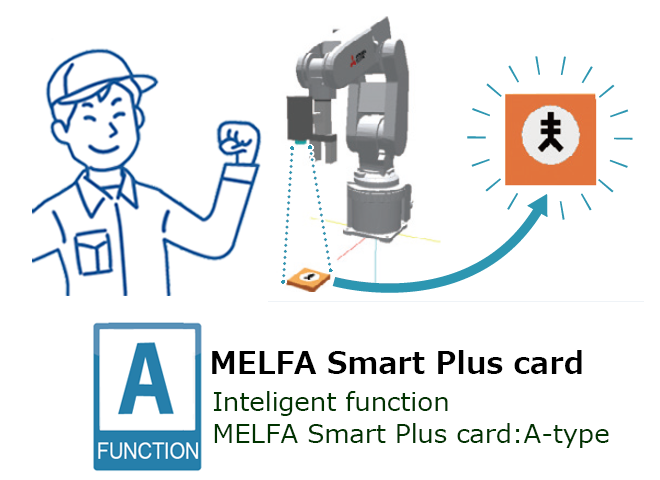 A
FUNCTION
MELFA Smart Plus card
Inteligent function
MELFA Smart Plus card:A-type